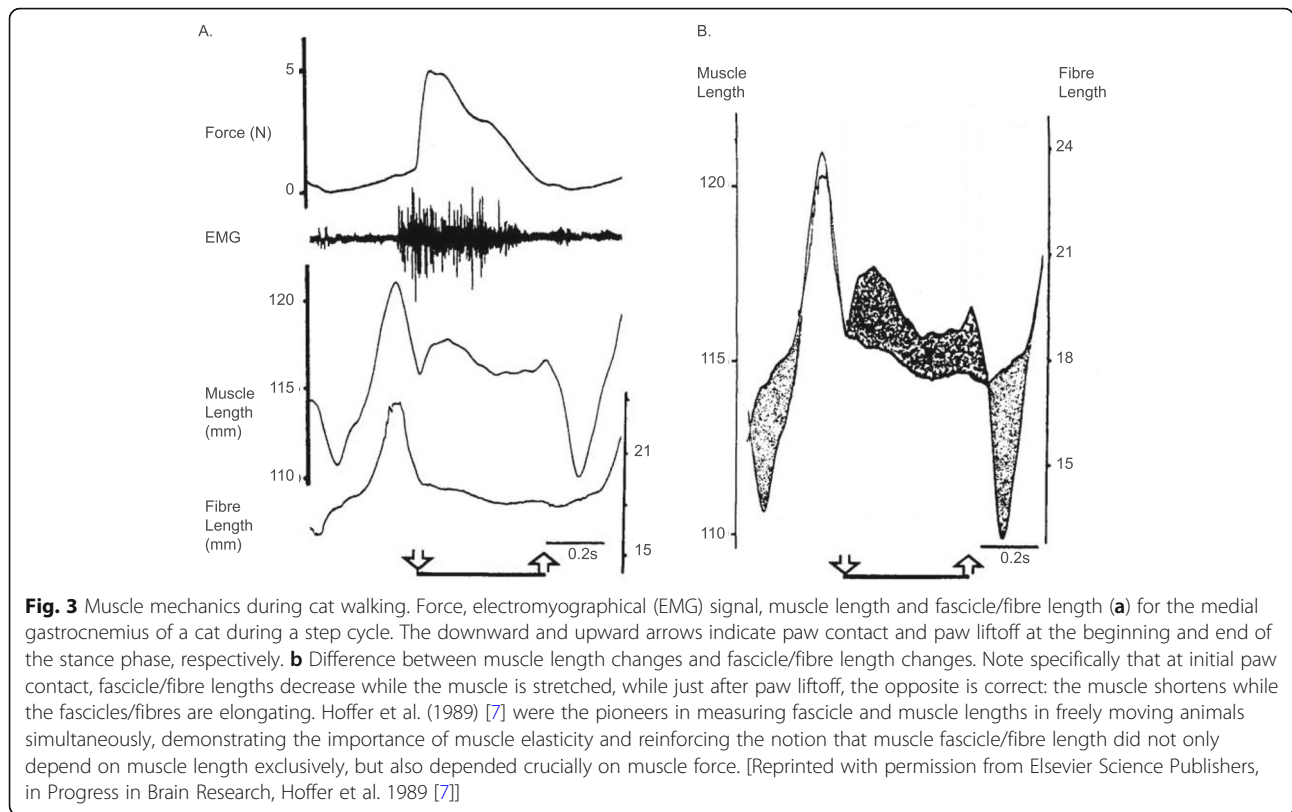 A.
5
Force (N)
0
EMG
120
115
Muscle
Length
(mm)
21
110
Fibre
Length
(mm)
0.2s
15
B.
Muscle
Length
Fibre
Length
24
120
21
115
18
15
110
0.2s
Fig. 3 Muscle mechanics during cat walking. Force, electromyographical (EMG) signal, muscle length and fascicle/fibre length (a) for the medial
gastrocnemius of a cat during a step cycle. The downward and upward arrows indicate paw contact and paw liftoff at the beginning and end of
the stance phase, respectively. b Difference between muscle length changes and fascicle/fibre length changes. Note specifically that at initial paw
contact, fascicle/fibre lengths decrease while the muscle is stretched, while just after paw liftoff, the opposite is correct: the muscle shortens while
the fascicles/fibres are elongating. Hoffer et al. (1989) [7] were the pioneers in measuring fascicle and muscle lengths in freely moving animals
simultaneously, demonstrating the importance of muscle elasticity and reinforcing the notion that muscle fascicle/fibre length did not only
depend on muscle length exclusively, but also depended crucially on muscle force. [Reprinted with permission from Elsevier Science Publishers,
in Progress in Brain Research, Hoffer et al. 1989 [7]]